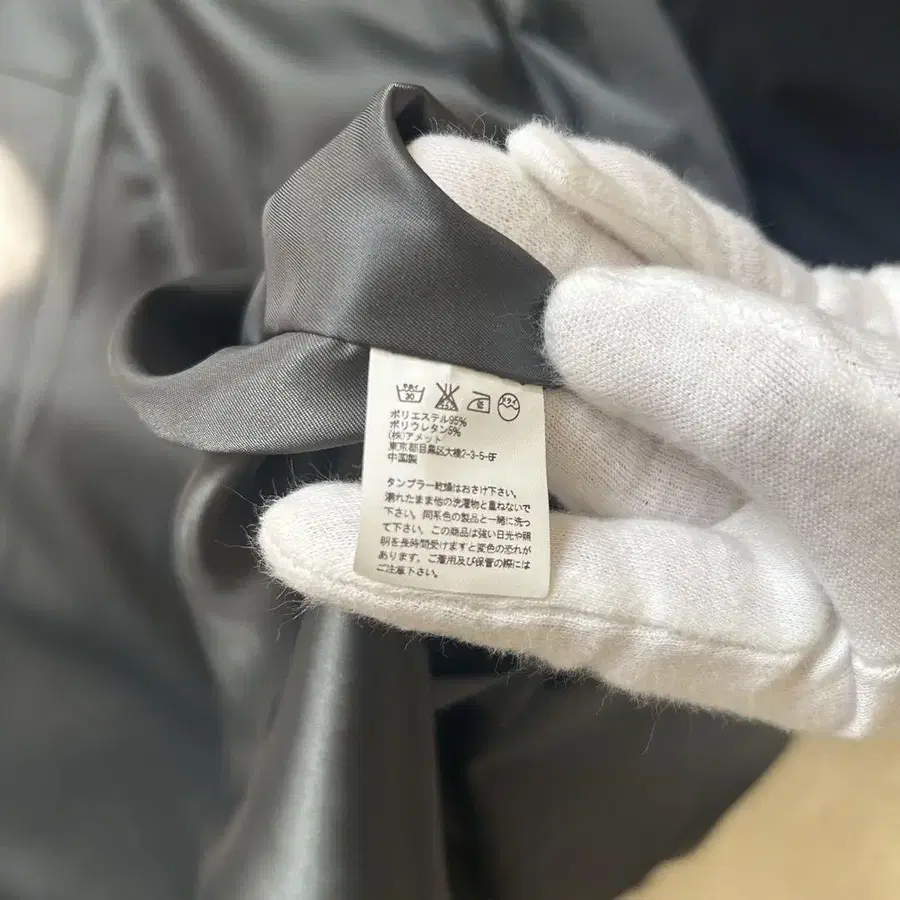 手洗イ 30 低 ドライ
ポリエステル95%
ポリウレタン5%
(株)アメット
東京都目黒区大橋2-3-5-6F
中国製
タンブラー乾燥はおさけ下さい。
濡れたまま他の洗濯物と重ねないで
下さい。同系色の製品と一緒に洗っ
て下さい。この商品は強い日光や照
明を長時間受けますと変色の恐れが
あります。ご着用及び保管の際には
ご注意下さい。